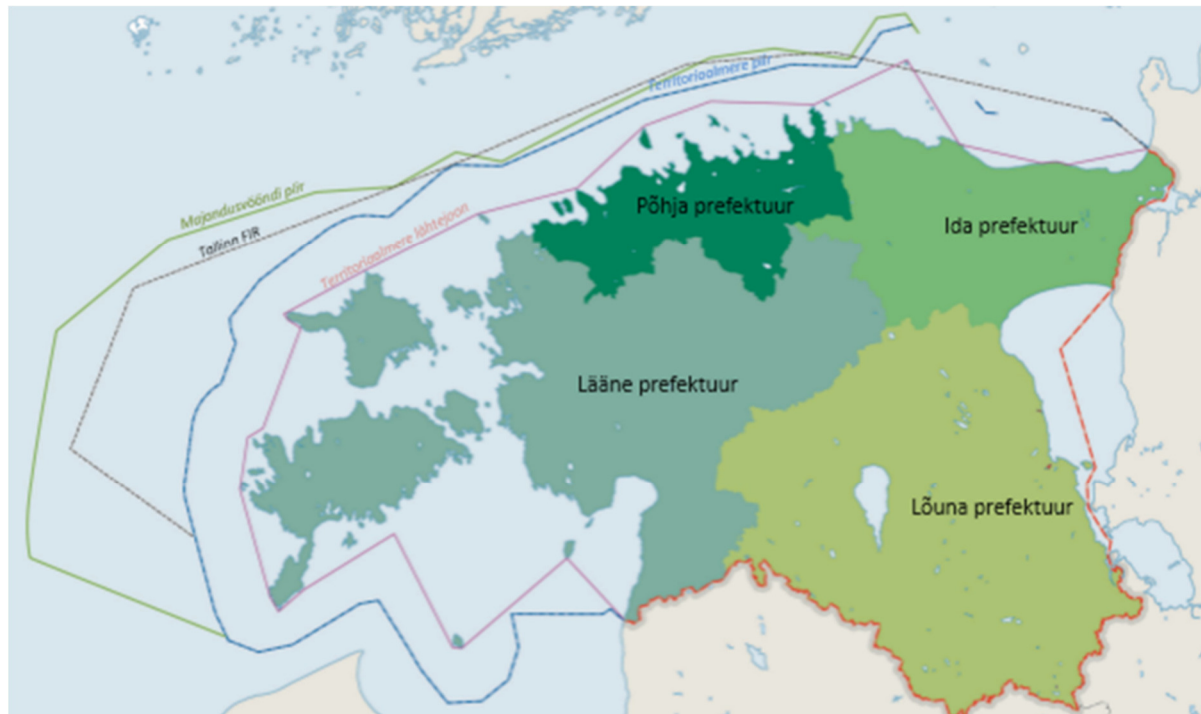 Territoriaalmere piir
Majandusvööndi piir
Tallinn FIR
Territoriaalmere lähtejoon
Põhja prefektuur
Ida prefektuur
Lääne prefektuur
Lõuna prefektuur